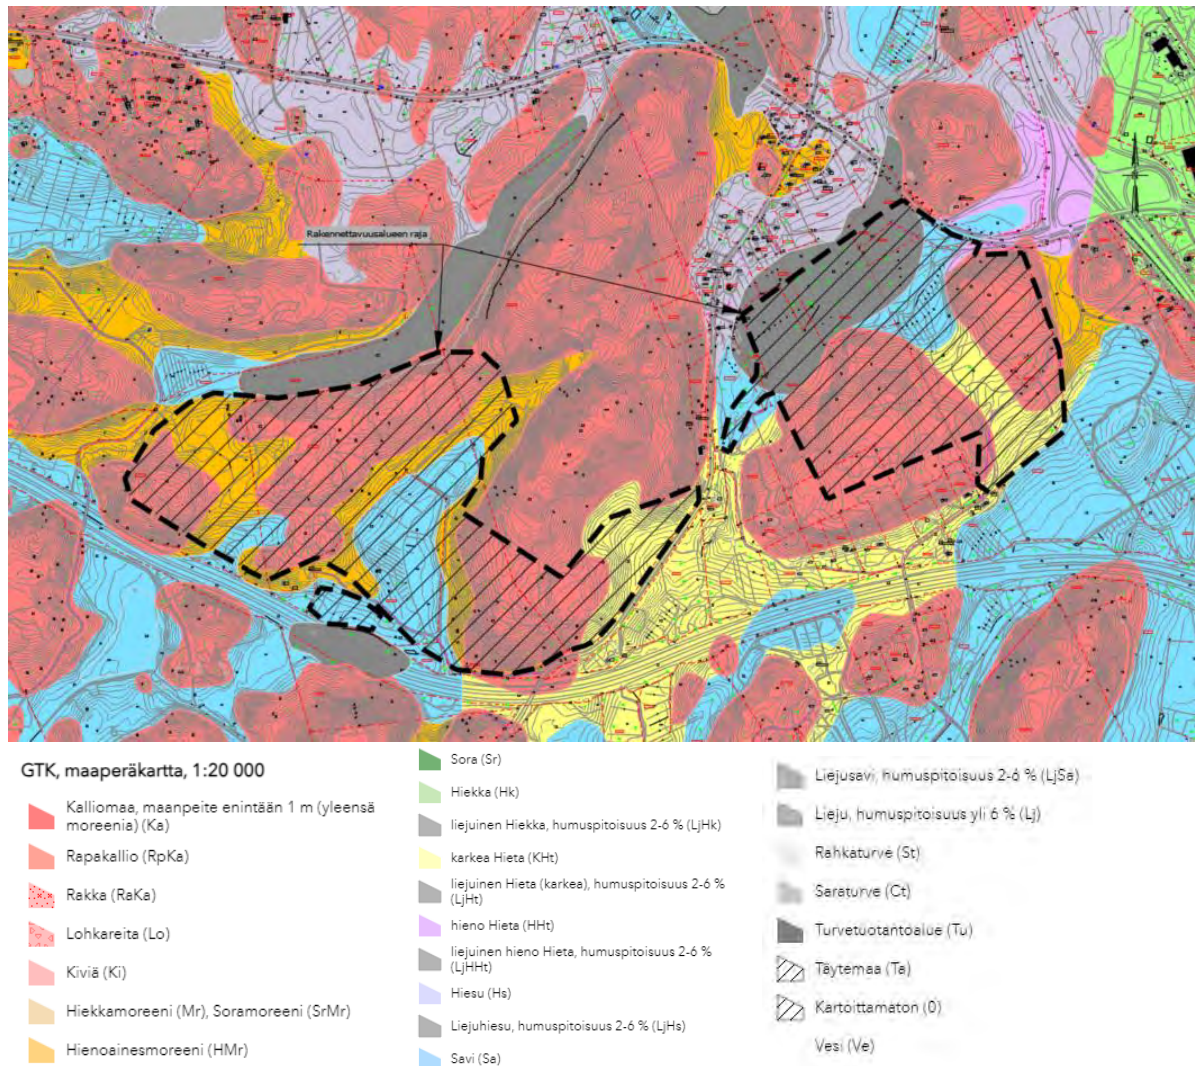 Rakennettavuusalueen raja
GTK, maaperäkartta, 1:20 000
Kalliomaa, maanpeite enintään 1 m (yleensä
moreenia) (Ka)
Rapakallio (RpKa)
Rakka (RaKa)
Lohkareita (Lo)
Kiviä (Ki)
Hiekkamoreeni (Mr), Soramoreeni (SrMr)
Hienoainesmoreeni (HMr)
Sora (Sr)
Hiekka (Hk)
liejuinen Hiekka, humuspitoisuus 2-6 % (LjHk)
karkea Hieta (KHt)
liejuinen Hieta (karkea), humuspitoisuus 2-6 %
(LjHt)
hieno Hieta (HHt)
liejuinen hieno Hieta, humuspitoisuus 2-6 %
(LjHHt)
Hiesu (Hs)
Liejuhiesu, humuspitoisuus 2-6 % (LjHs)
Savi (Sa)
Liejusavi, humuspitoisuus 2-6 % (LjSa)
Lieju, humuspitoisuus yli 6 % (Lj)
Rahkaturve (St)
Saraturve (Ct)
Turvetuotantoalue (Tu)
Täytemaa (Ta)
Kartoittamaton (0)
Vesi (Ve)